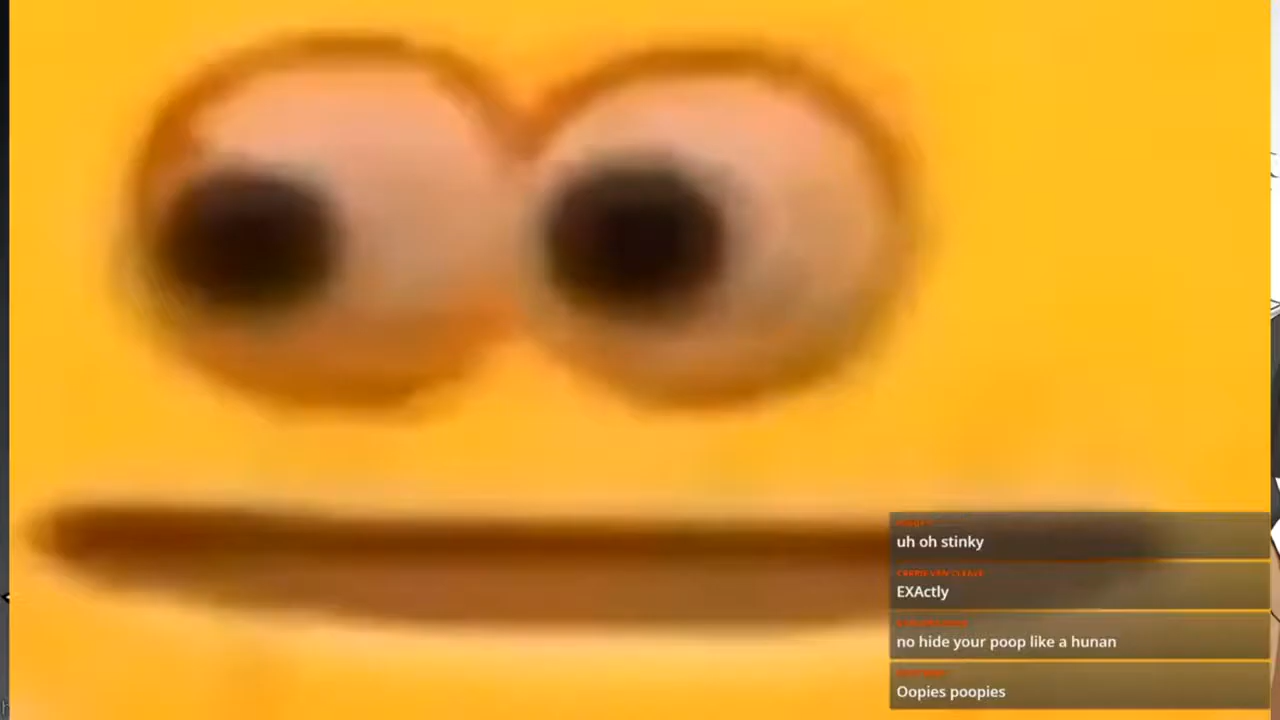 uh oh stinky
EXActly
no hide your poop like a hunan
Oopies poopies